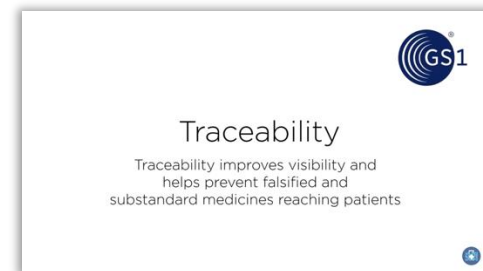 GS1
®
Traceability
Traceability improves visibility and
helps prevent falsified and
substandard medicines reaching patients